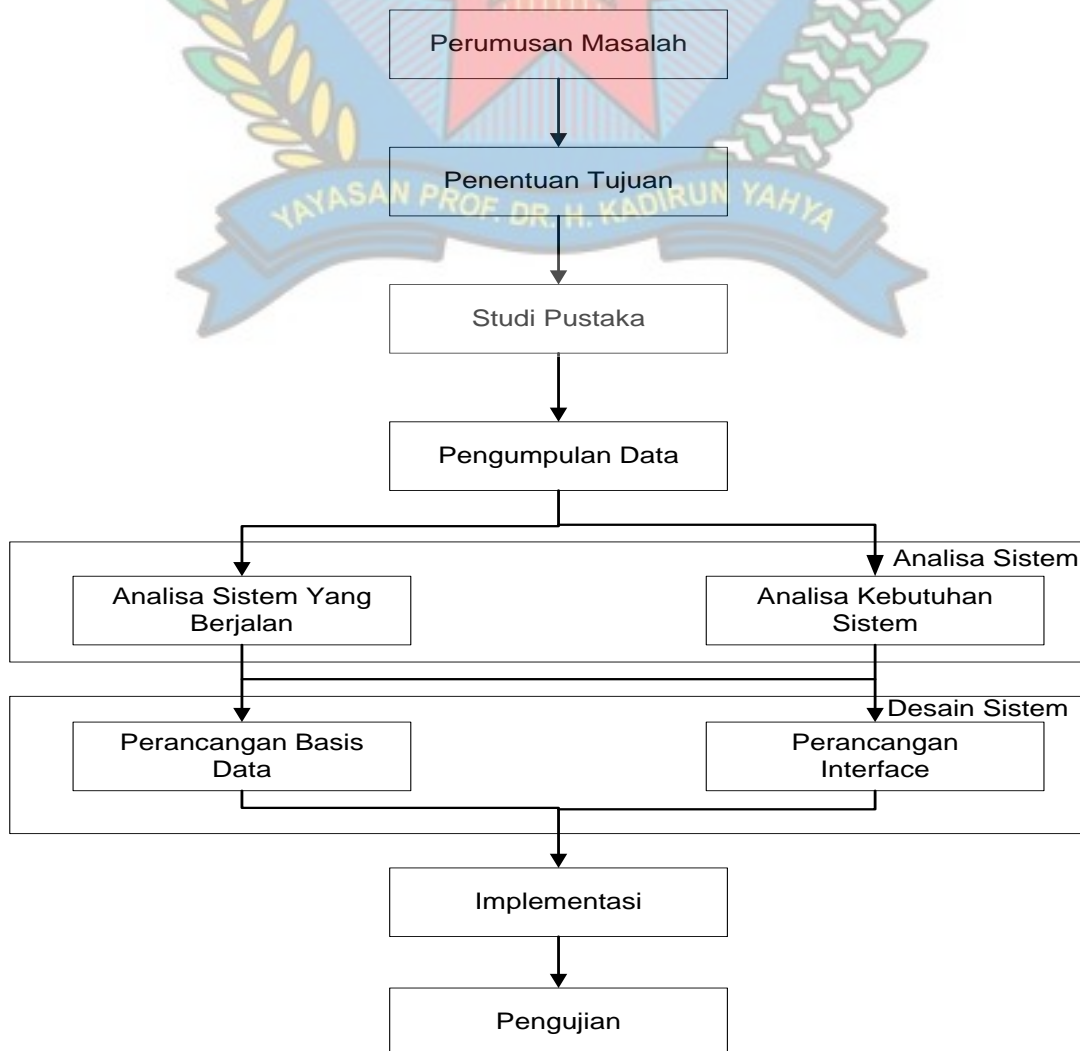 Perumusan Masalah
Penentuan Tujuan
YAYASAN PROF. DR. H. KADIRUN YAHYA
Studi Pustaka
Pengumpulan Data
Analisa Sistem
Analisa Sistem Yang
Berjalan
Analisa Kebutuhan
Sistem
Desain Sistem
Perancangan Basis
Data
Perancangan
Interface
Implementasi
Pengujian